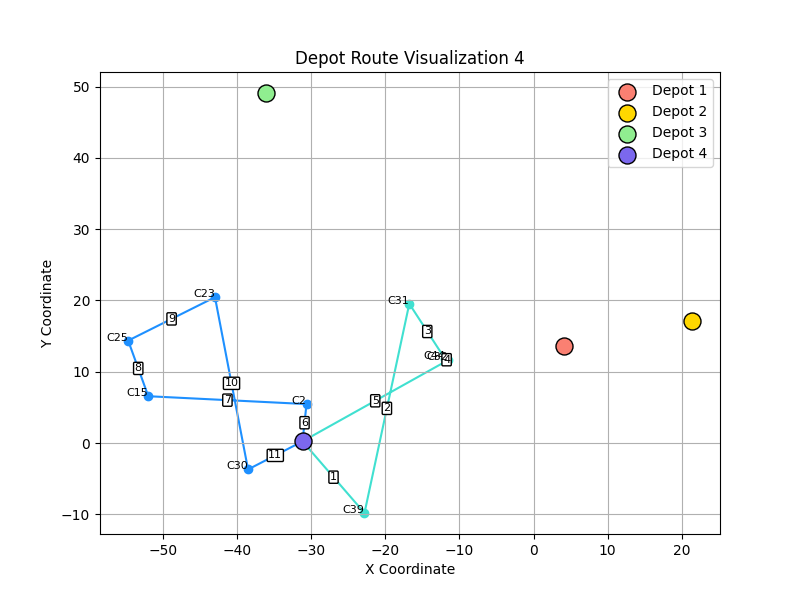 Depot Route Visualization 4
Depot 1
Depot 2
Depot 3
Depot 4
Y Coordinate
50
40
30
20
10
0
−10
C23
C31
9
3
C25
4
8
10
C15
7
C2
5
2
6
11
C30
1
C39
−50
−40
−30
−20
−10
0
10
20
X Coordinate